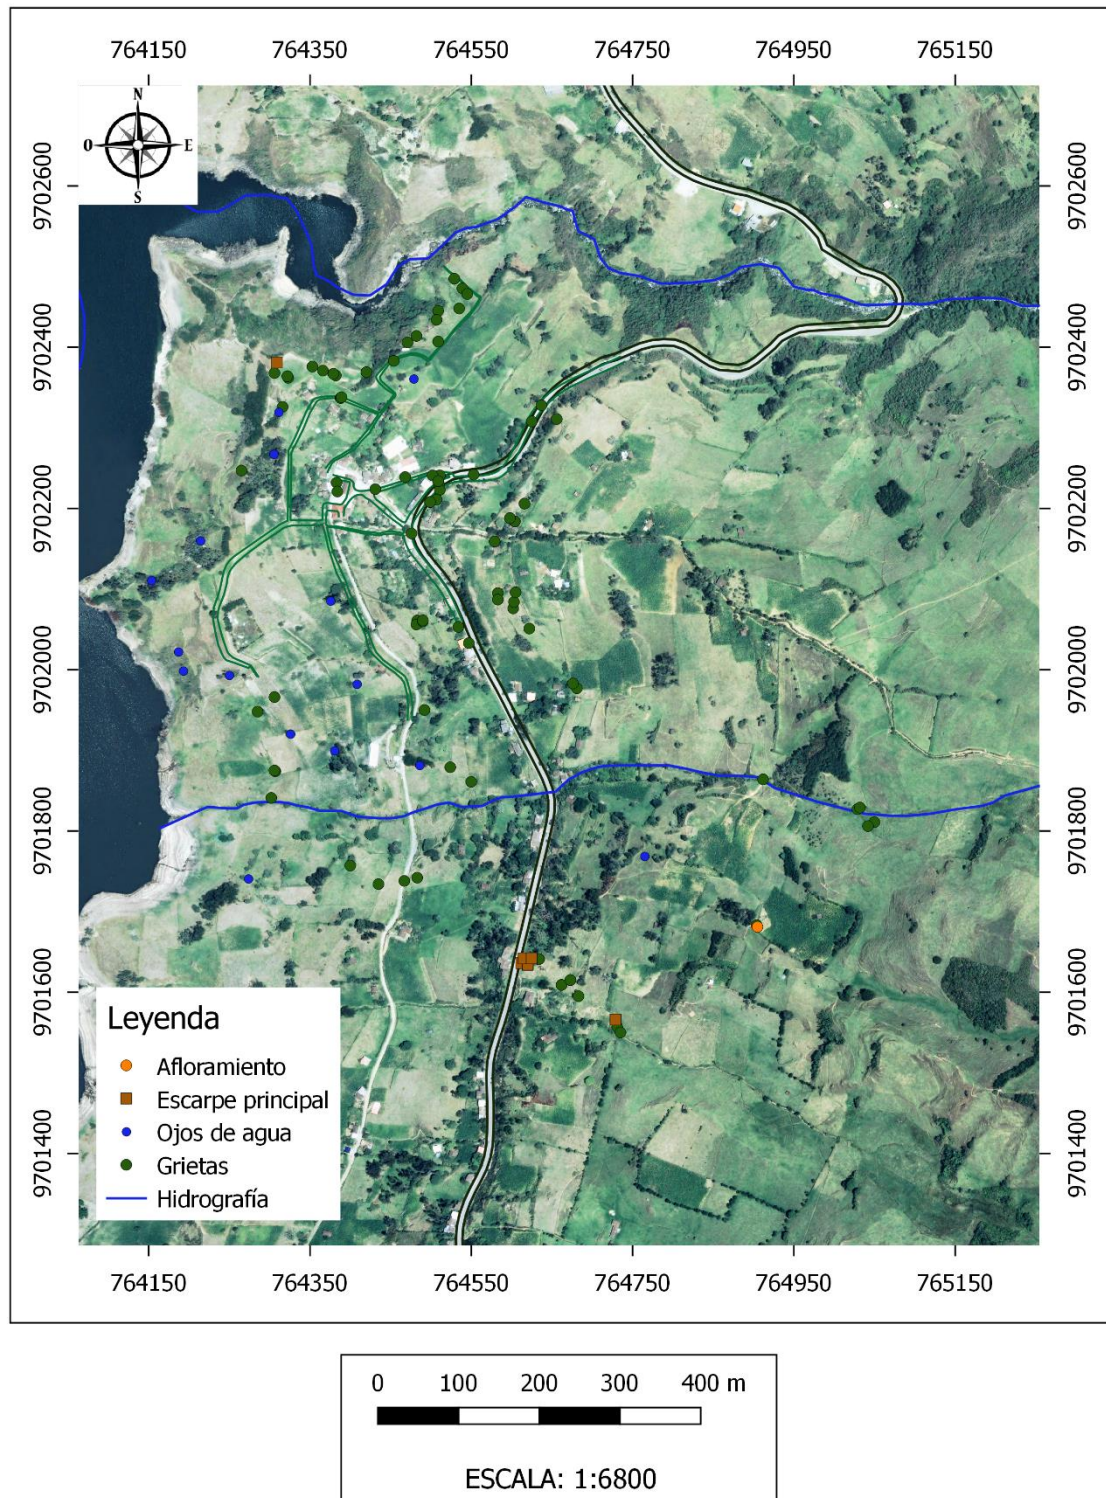 764150 764350 764550 764750 764950 765150
N
O E
S
9702600 9702600
9702400 9702400
9702200 9702200
9702000 9702000
9701800 9701800
9701600 9701600
9701400 9701400
Leyenda
Afloramiento
Escarpe principal
Ojos de agua
Grietas
Hidrografía
764150 764350 764550 764750 764950 765150
0 100 200 300 400 m
ESCALA: 1:6800